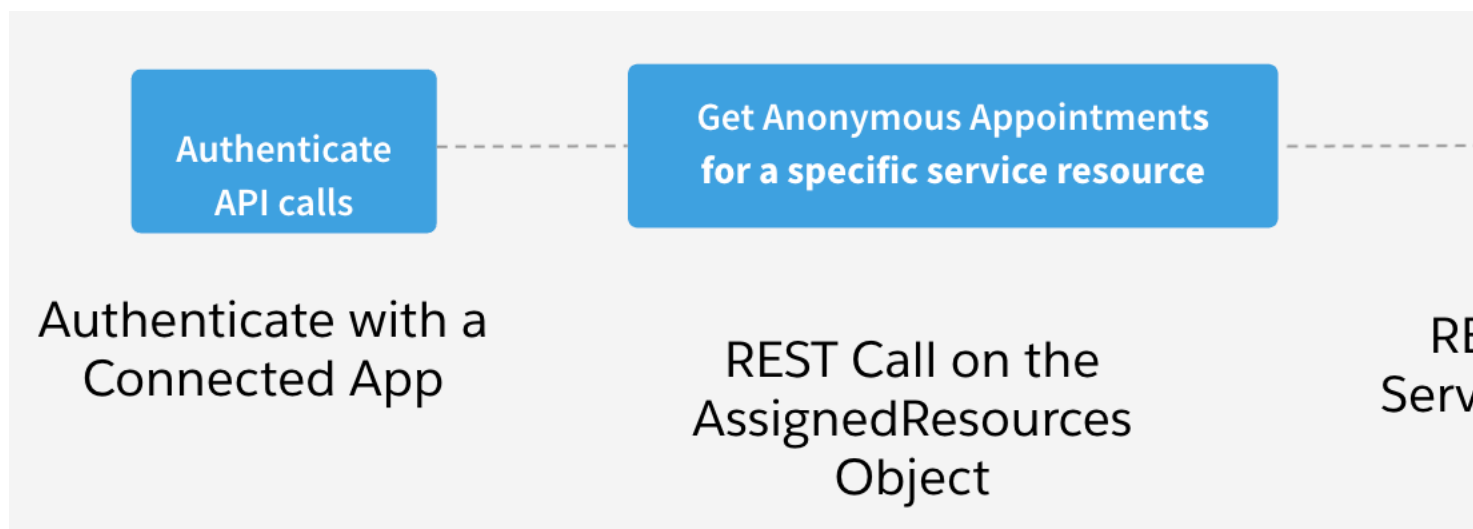 Authenticate
API calls
Get Anonymous Appointments
for a specific service resource
Authenticate with a
Connected App
REST Call on the
AssignedResources
Object